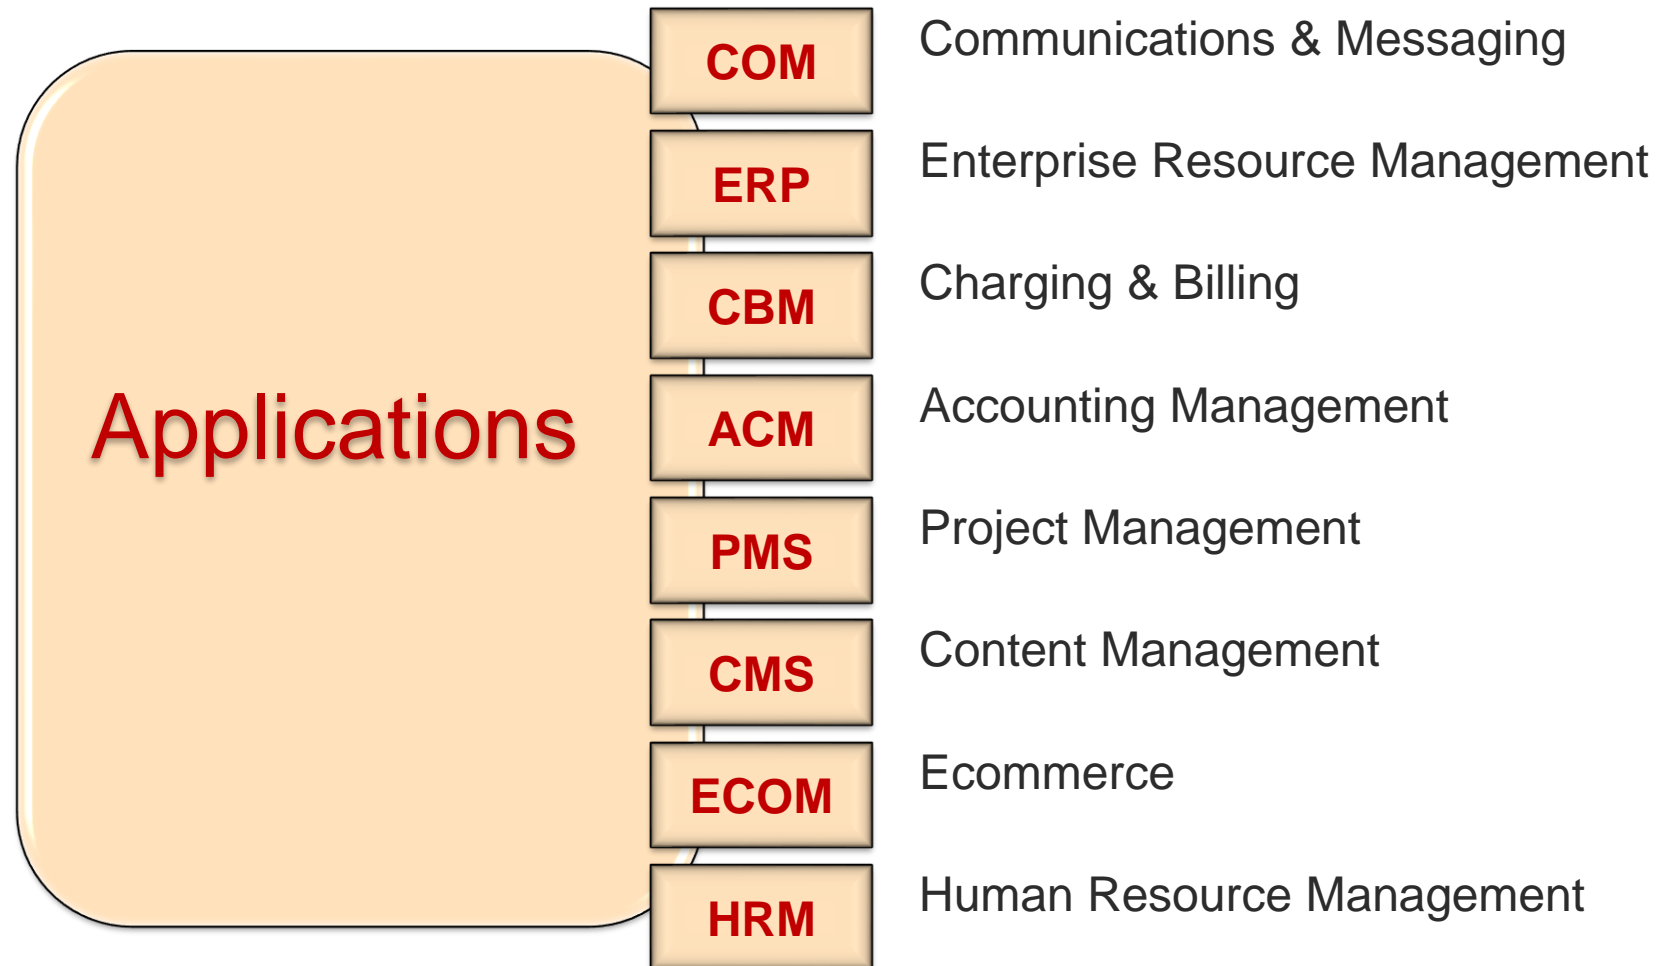 Applications
COM
Communications & Messaging
ERP
Enterprise Resource Management
CBM
Charging & Billing
ACM
Accounting Management
PMS
Project Management
CMS
Content Management
ECOM
Ecommerce
HRM
Human Resource Management